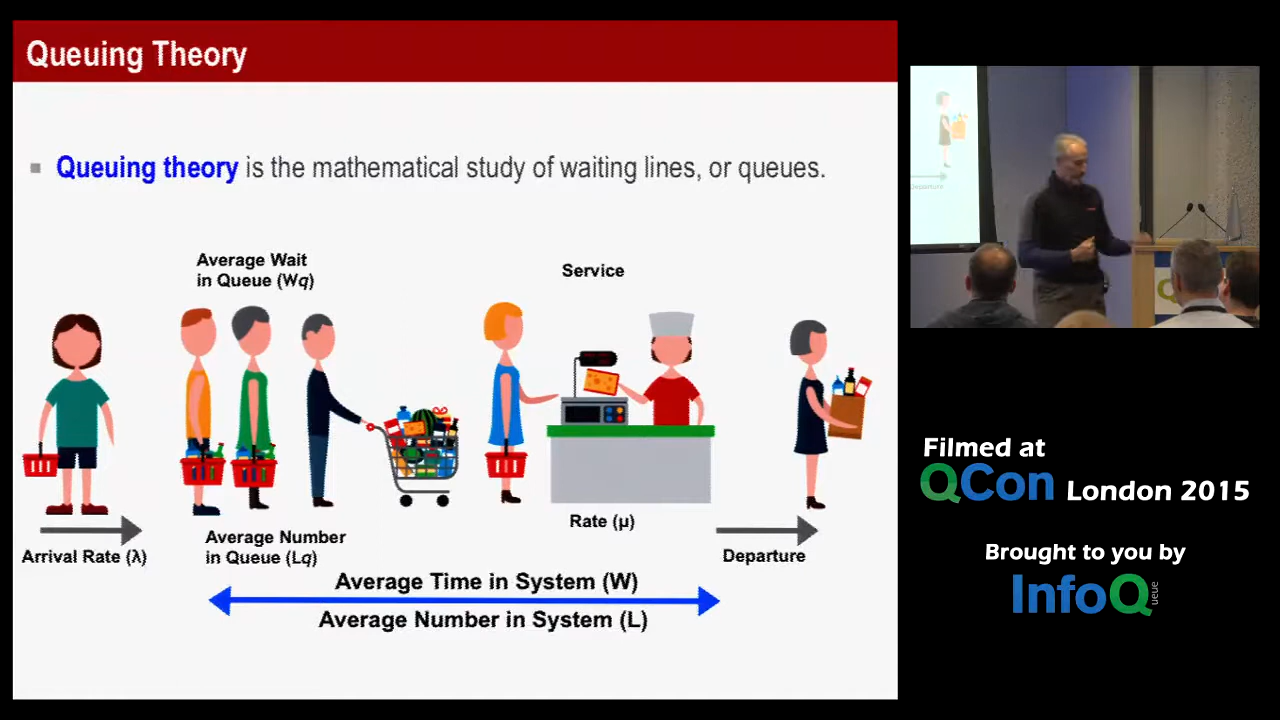 Queuing Theory
Queuing theory is the mathematical study of waiting lines, or queues.
Average Wait
in Queue (Wq)
Service
Rate (μ)
Arrival Rate (λ)
Average Number
in Queue (Lq)
Departure
Average Time in System (W)
Average Number in System (L)
Departure
Q
Filmed at
QCon London 2015
Brought to you by
InfoQueue